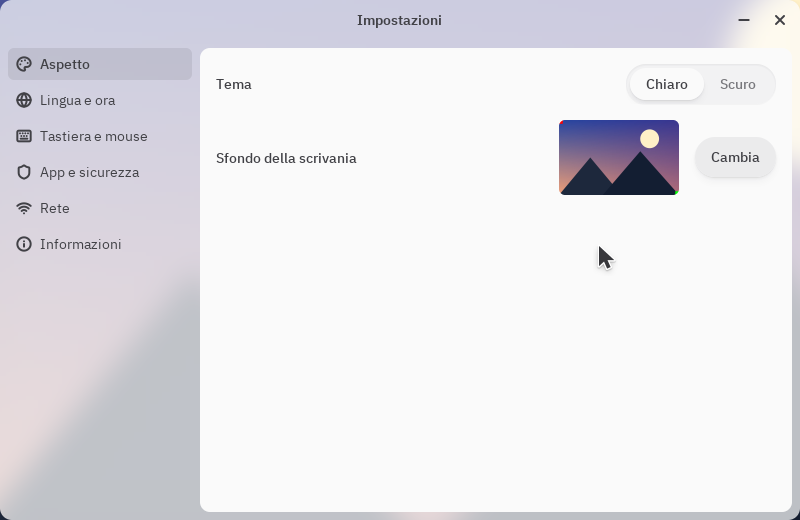 Impostazioni
Aspetto
Lingua e ora
Tastiera e mouse
App e sicurezza
Rete
Informazioni
Tema
Chiaro
Scuro
Sfondo della scrivania
Cambia